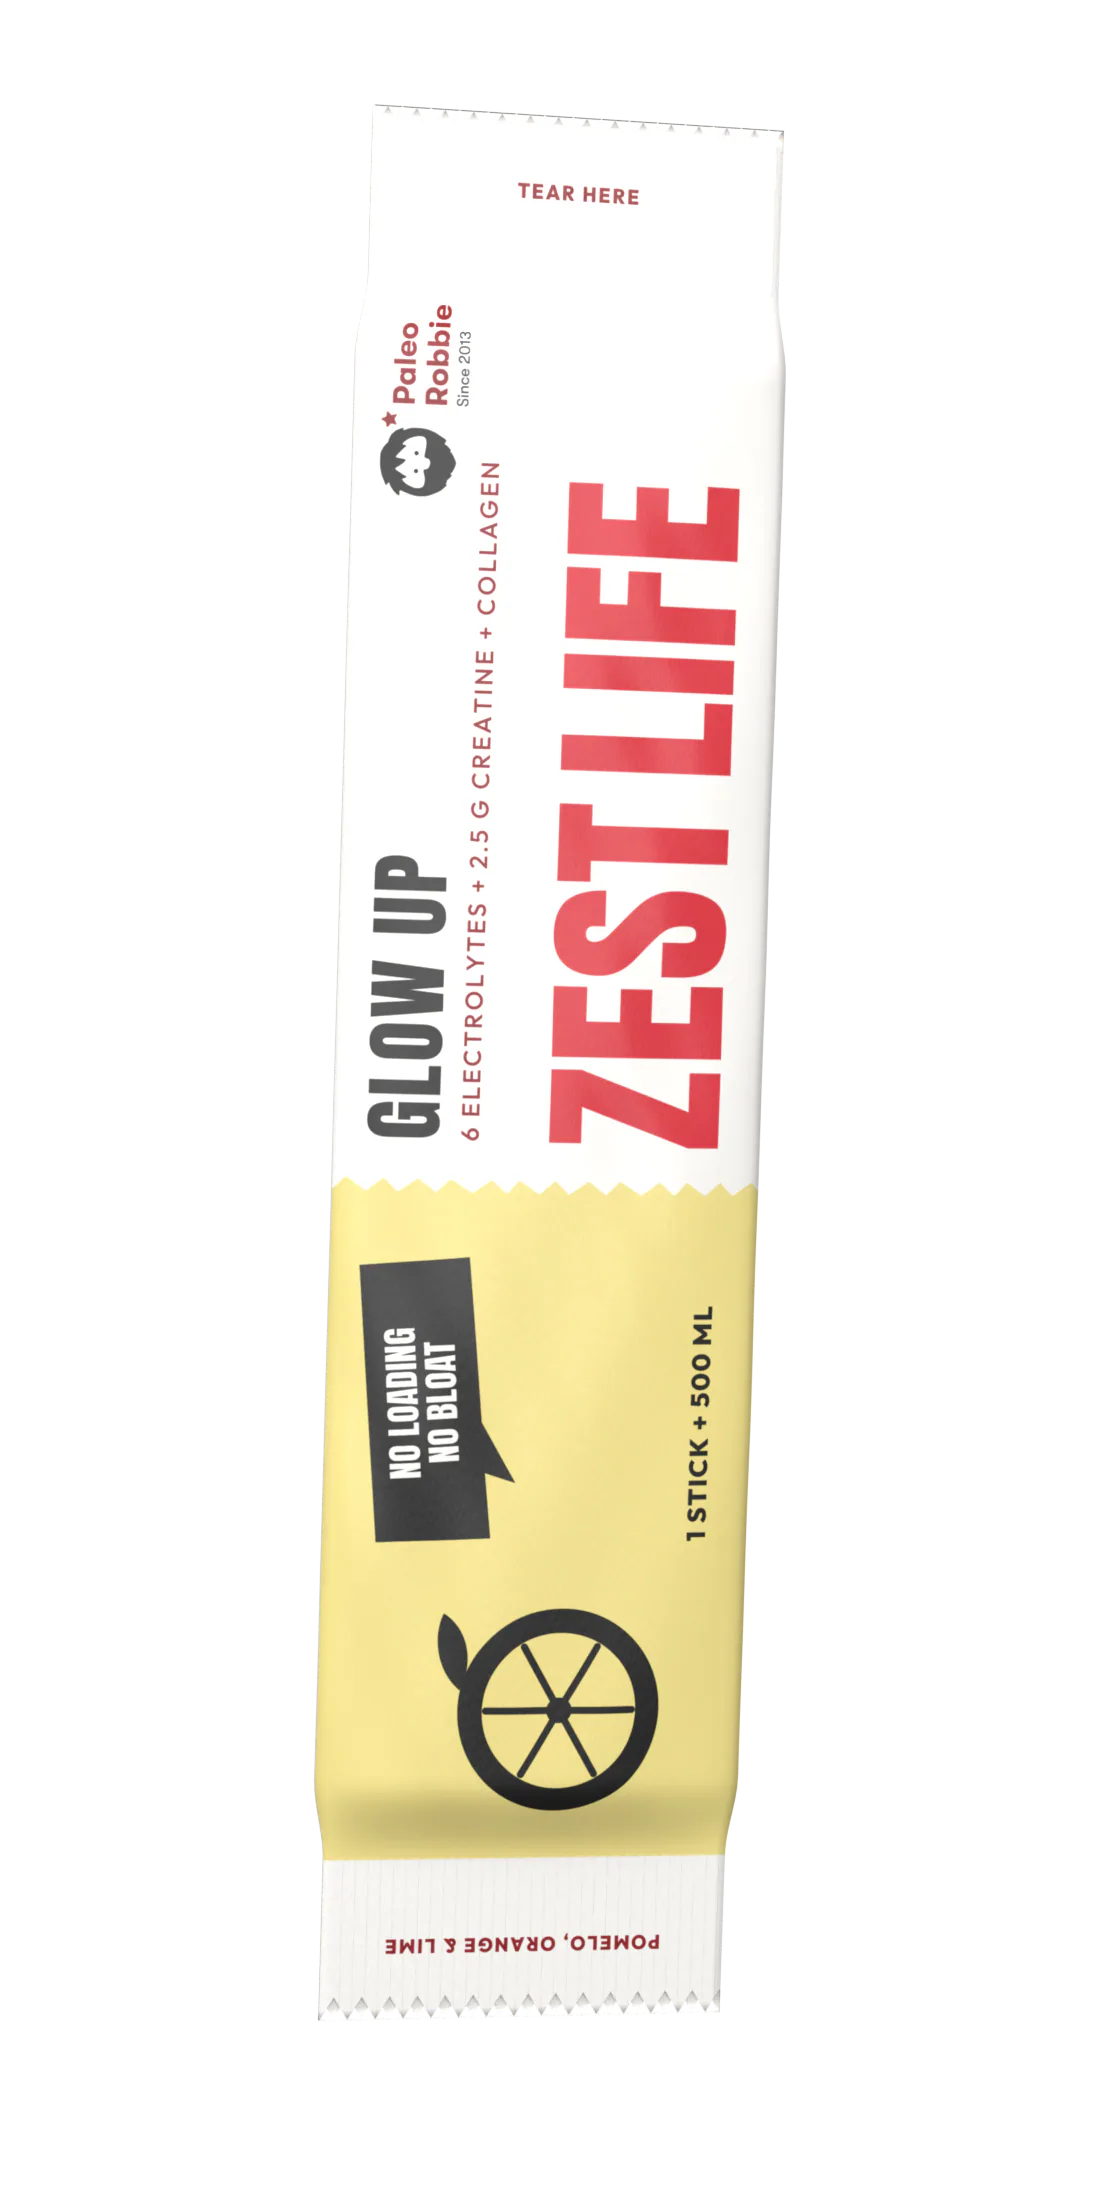 TEAR HERE
Paleo
Robbie
Since 2013
GLOW UP
6 ELECTROLYTES + 2.5 G CREATINE + COLLAGEN
ZEST LIFE
NO LOADING
NO BLOAT
1 STICK + 500 ML
POMELO, ORANGE & LIME